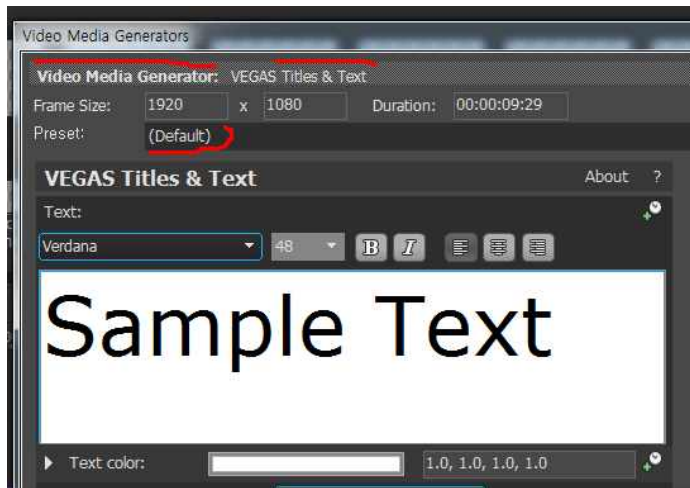 Video Media Generators
Video Media Generator: VEGAS Titles & Text
Frame Size: 1920 x 1080 Duration: 00:00:09:29
Preset: (Default)
VEGAS Titles & Text About ?
Text:
Verdana 48 B I
Sample Text
Text color: 1.0, 1.0, 1.0, 1.0